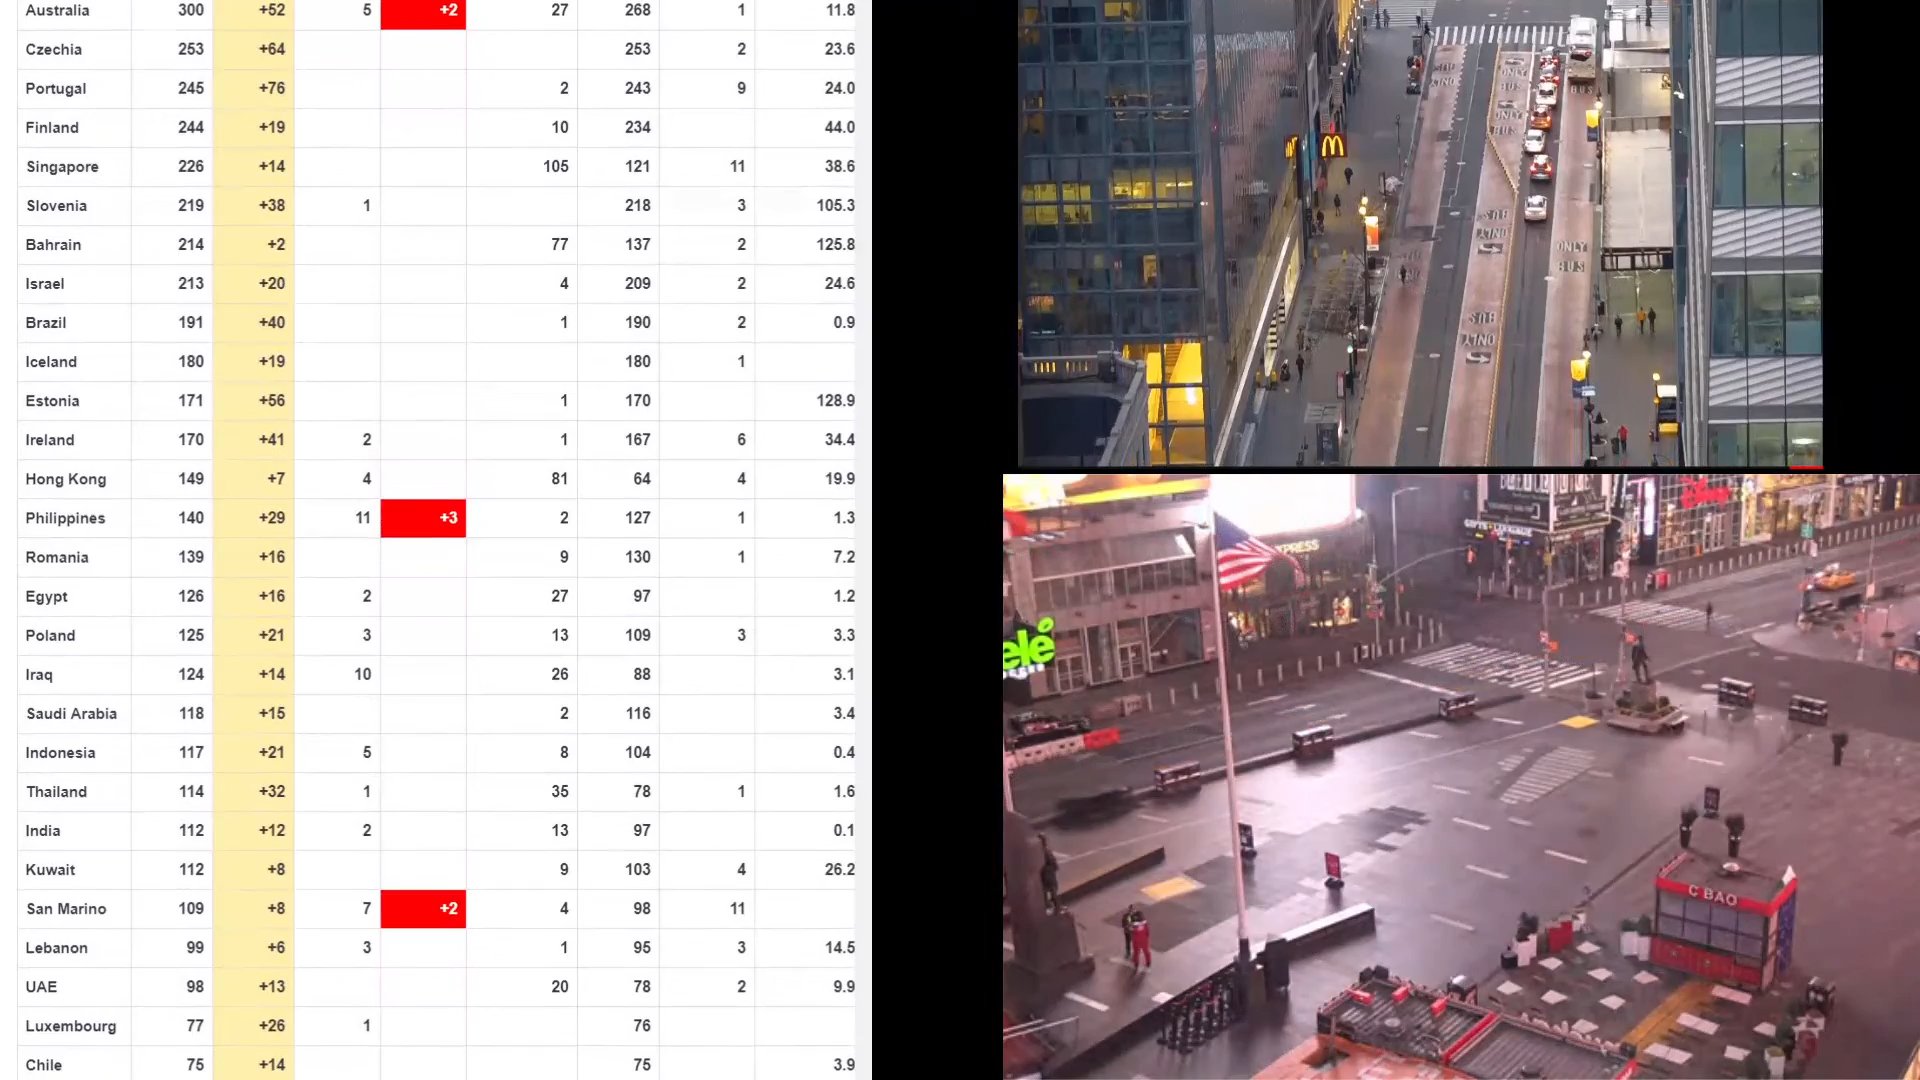 Australia 300 +52 5 +2 27 268 1 11.8
Czechia 253 +64 253 2 23.6
Portugal 245 +76 2 243 9 24.0
Finland 244 +19 10 234 44.0
Singapore 226 +14 105 121 11 38.6
Slovenia 219 +38 1 218 3 105.3
Bahrain 214 +2 77 137 2 125.8
Israel 213 +20 4 209 2 24.6
Brazil 191 +40 1 190 2 0.9
Iceland 180 +19 180 1
Estonia 171 +56 1 170 128.9
Ireland 170 +41 2 1 167 6 34.4
Hong Kong 149 +7 4 81 64 4 19.9
Philippines 140 +29 11 +3 2 127 1 1.3
Romania 139 +16 9 130 1 7.2
Egypt 126 +16 2 27 97 1.2
Poland 125 +21 3 13 109 3 3.3
Iraq 124 +14 10 26 88 3.1
Saudi Arabia 118 +15 2 116 3.4
Indonesia 117 +21 5 8 104 0.4
Thailand 114 +32 1 35 78 1 1.6
India 112 +12 2 13 97 0.1
Kuwait 112 +8 9 103 4 26.2
San Marino 109 +8 7 +2 4 98 11
Lebanon 99 +6 3 1 95 3 14.5
UAE 98 +13 20 78 2 9.9
Luxembourg 77 +26 1 76
Chile 75 +14 75 3.9
ONLY
BUS
ONLY
BUS
BUS
ONLY
BUS
BUS
ONLY
BUS
ONLY
GIFTS
LUGGAGE
elé
C BAO